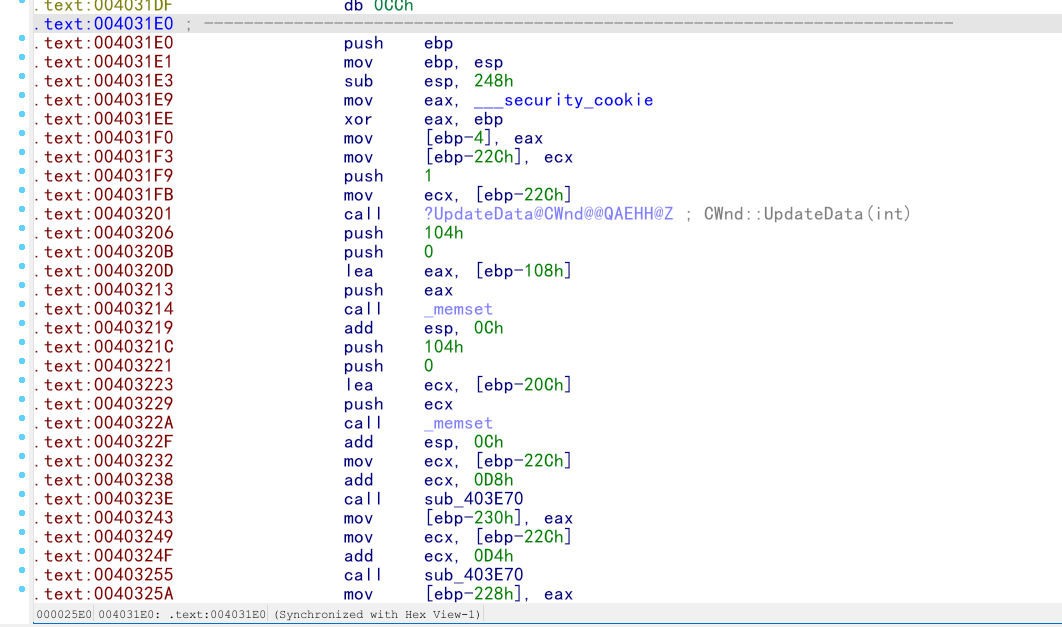 .text:004031DF db 0CCh
.text:004031E0 ; ---------------------------------------------------------------------------
.text:004031E0 push ebp
.text:004031E1 mov ebp, esp
.text:004031E3 sub esp, 248h
.text:004031E9 mov eax, ___security_cookie
.text:004031EE xor eax, ebp
.text:004031F0 mov [ebp-4], eax
.text:004031F3 mov [ebp-22Ch], ecx
.text:004031F9 push 1
.text:004031FB mov ecx, [ebp-22Ch]
.text:00403201 call ?UpdateData@CWnd@@QAEHH@Z ; CWnd::UpdateData(int)
.text:00403206 push 104h
.text:0040320B push 0
.text:0040320D lea eax, [ebp-108h]
.text:00403213 push eax
.text:00403214 call _memset
.text:00403219 add esp, 0Ch
.text:0040321C push 104h
.text:00403221 push 0
.text:00403223 lea ecx, [ebp-20Ch]
.text:00403229 push ecx
.text:0040322A call _memset
.text:0040322F add esp, 0Ch
.text:00403232 mov ecx, [ebp-22Ch]
.text:00403238 add ecx, 0D8h
.text:0040323E call sub_403E70
.text:00403243 mov [ebp-230h], eax
.text:00403249 mov ecx, [ebp-22Ch]
.text:0040324F add ecx, 0D4h
.text:00403255 call sub_403E70
.text:0040325A mov [ebp-228h], eax
000025E0 004031E0: .text:004031E0 (Synchronized with Hex View-1)